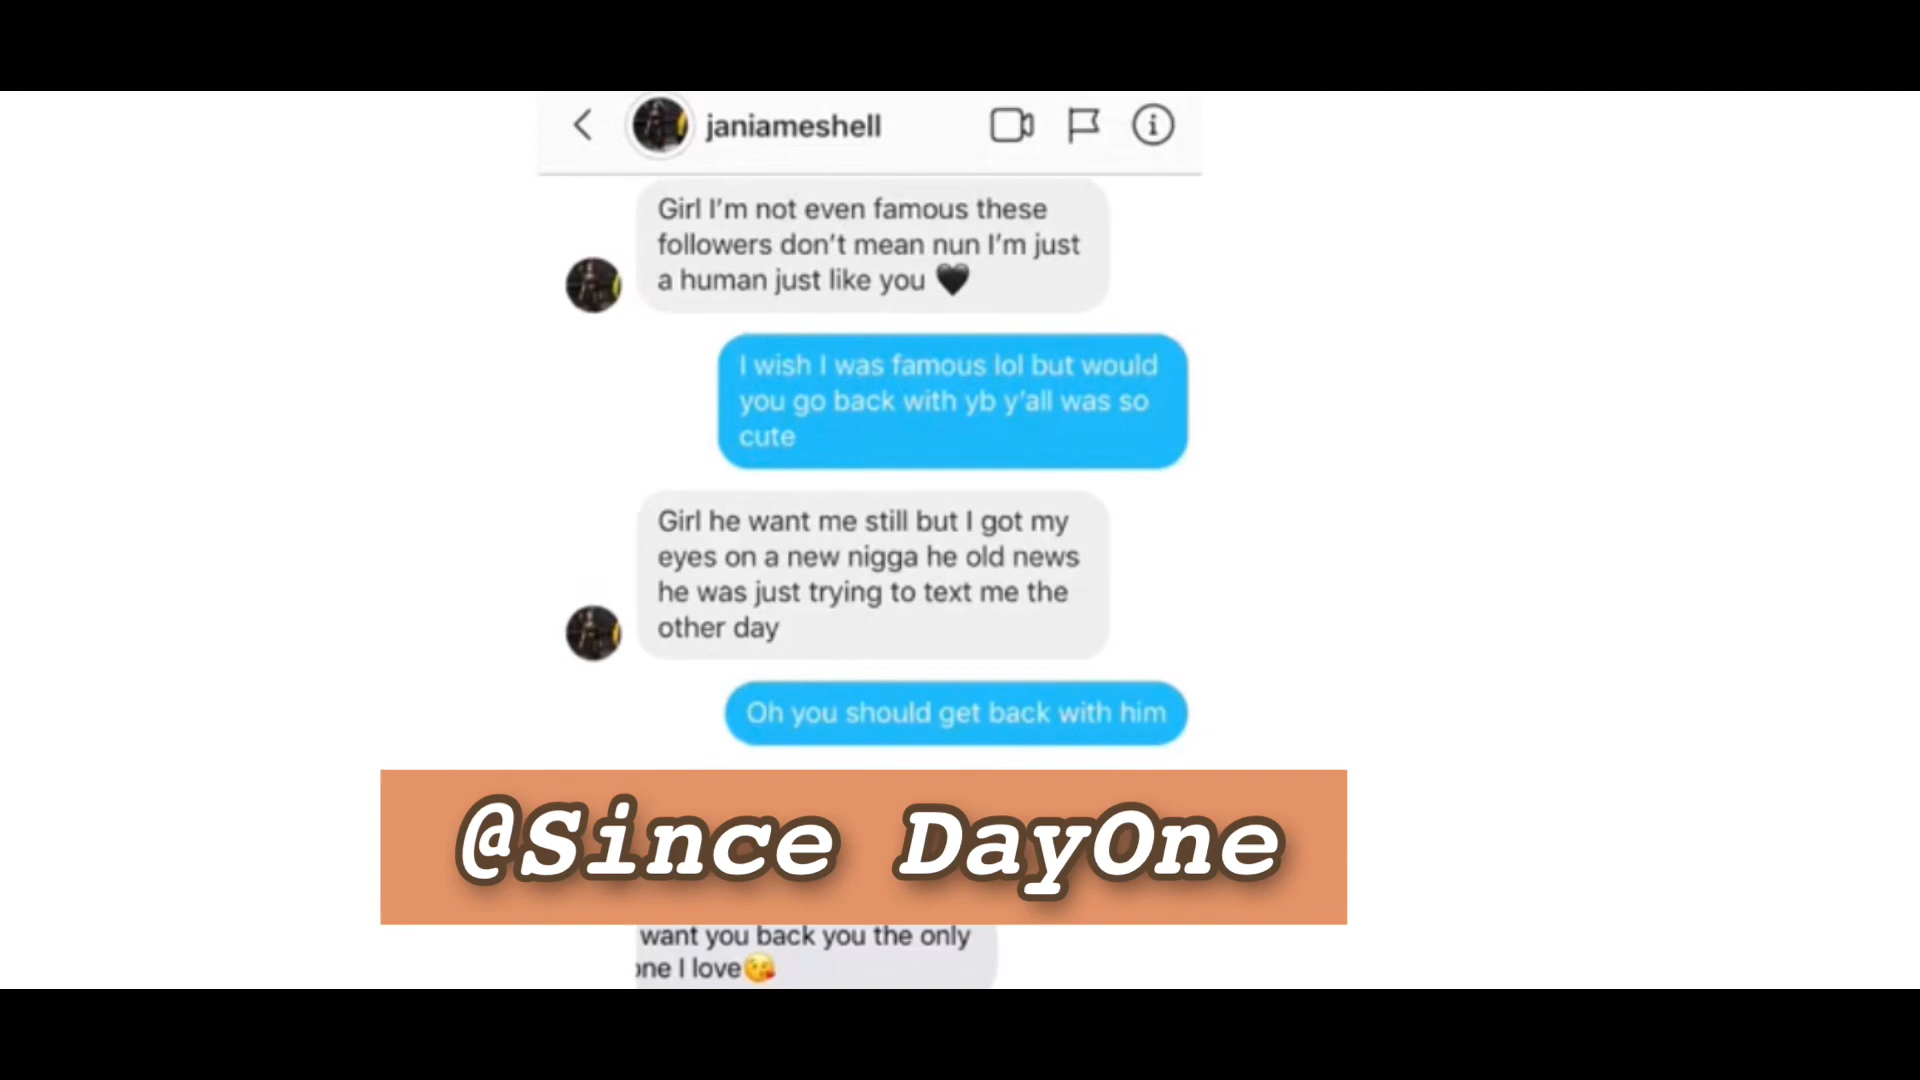 janiameshell
Girl I'm not even famous these
followers don't mean nun I'm just
a human just like you 🖤
I wish I was famous lol but would
you go back with yb y'all was so
cute
Girl he want me still but I got my
eyes on a new nigga he old news
he was just trying to text me the
other day
Oh you should get back with him
@Since DayOne
want you back you the only
one I love😘